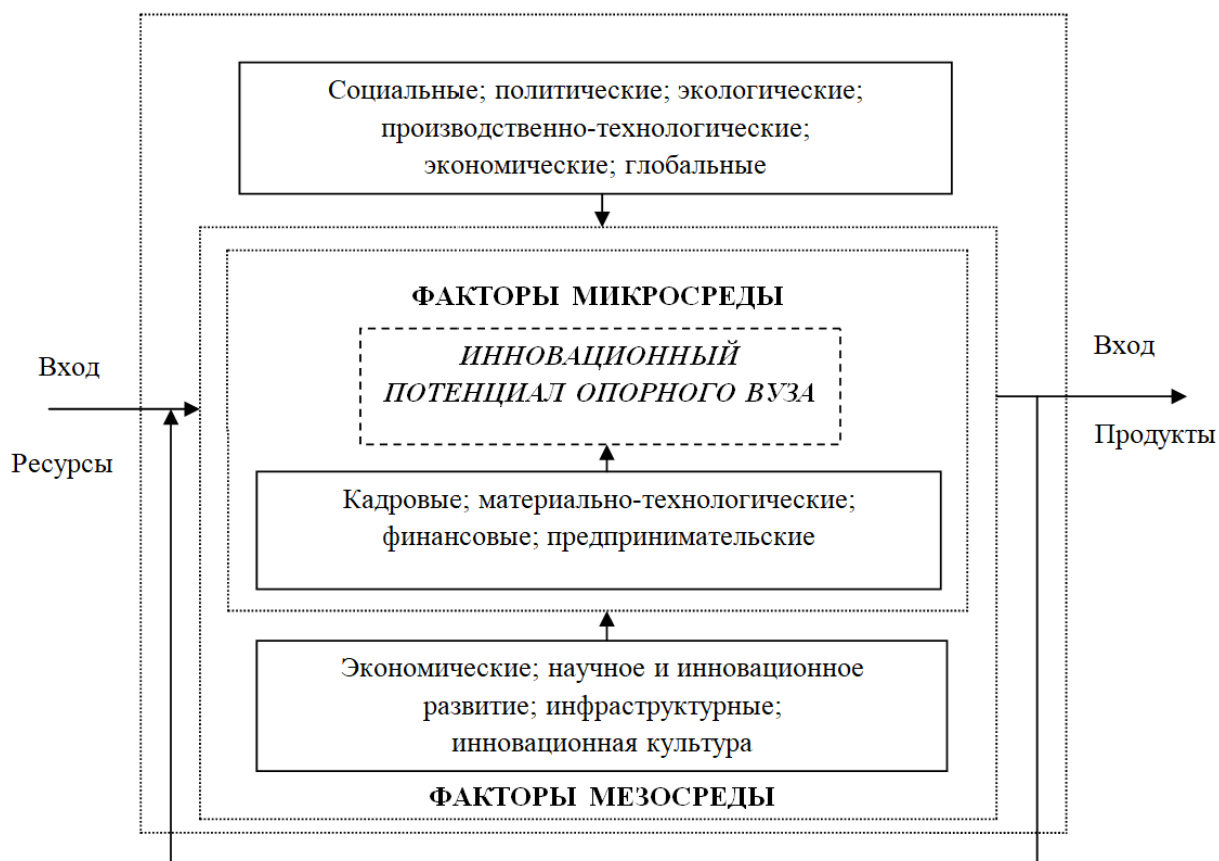 Социальные; политические; экологические;
производственно-технологические;
экономические; глобальные
ФАКТОРЫ МИКРОСРЕДЫ
ИННОВАЦИОННЫЙ
ПОТЕНЦИАЛ ОПОРНОГО ВУЗА
Вход
Ресурсы
Вход
Продукты
Кадровые; материально-технологические;
финансовые; предпринимательские
Экономические; научное и инновационное
развитие; инфраструктурные;
инновационная культура
ФАКТОРЫ МЕЗОСРЕДЫ